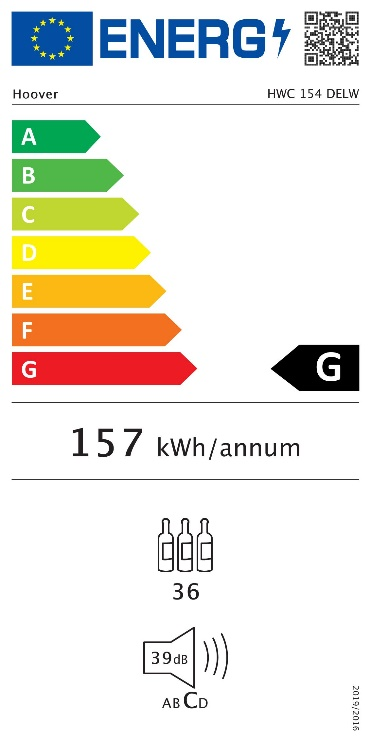 ENERG
Hoover HWC 154 DELW
A
B
C
D
E
F
G
G
157 kWh/annum
36
39dB
ABCD
2019/2016